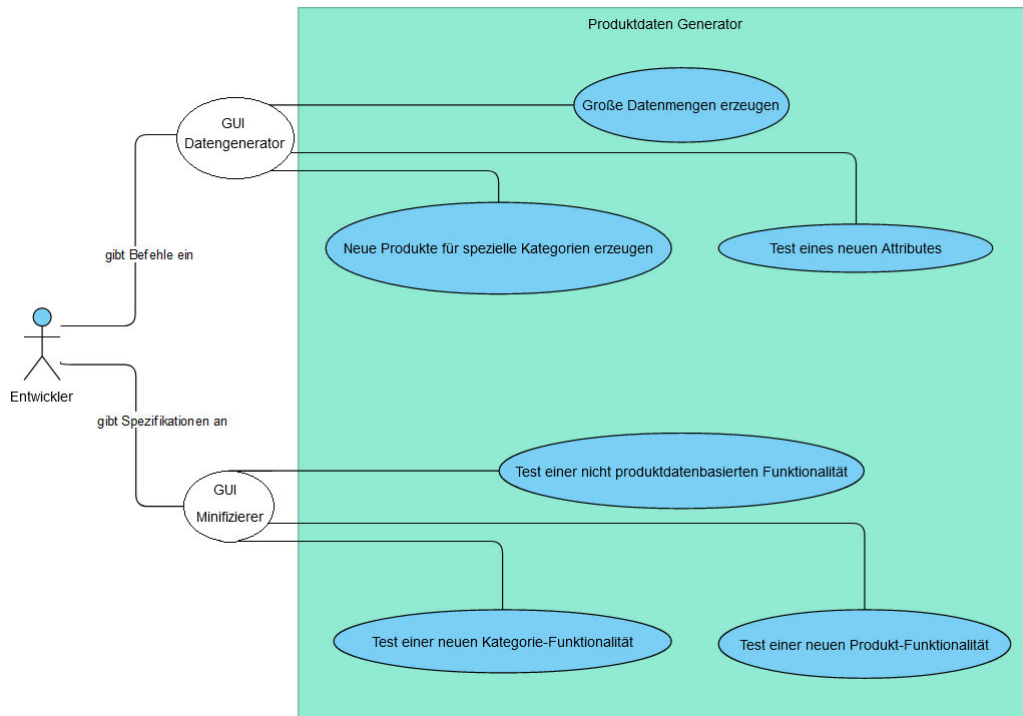 Produktdaten Generator
Große Datenmengen erzeugen
GUI
Datengenerator
Neue Produkte für spezielle Kategorien erzeugen
Test eines neuen Attributes
gibt Befehle ein
Entwickler
gibt Spezifikationen an
Test einer nicht produktdatenbasierten Funktionalität
GUI
Minifizierer
Test einer neuen Kategorie-Funktionalität
Test einer neuen Produkt-Funktionalität